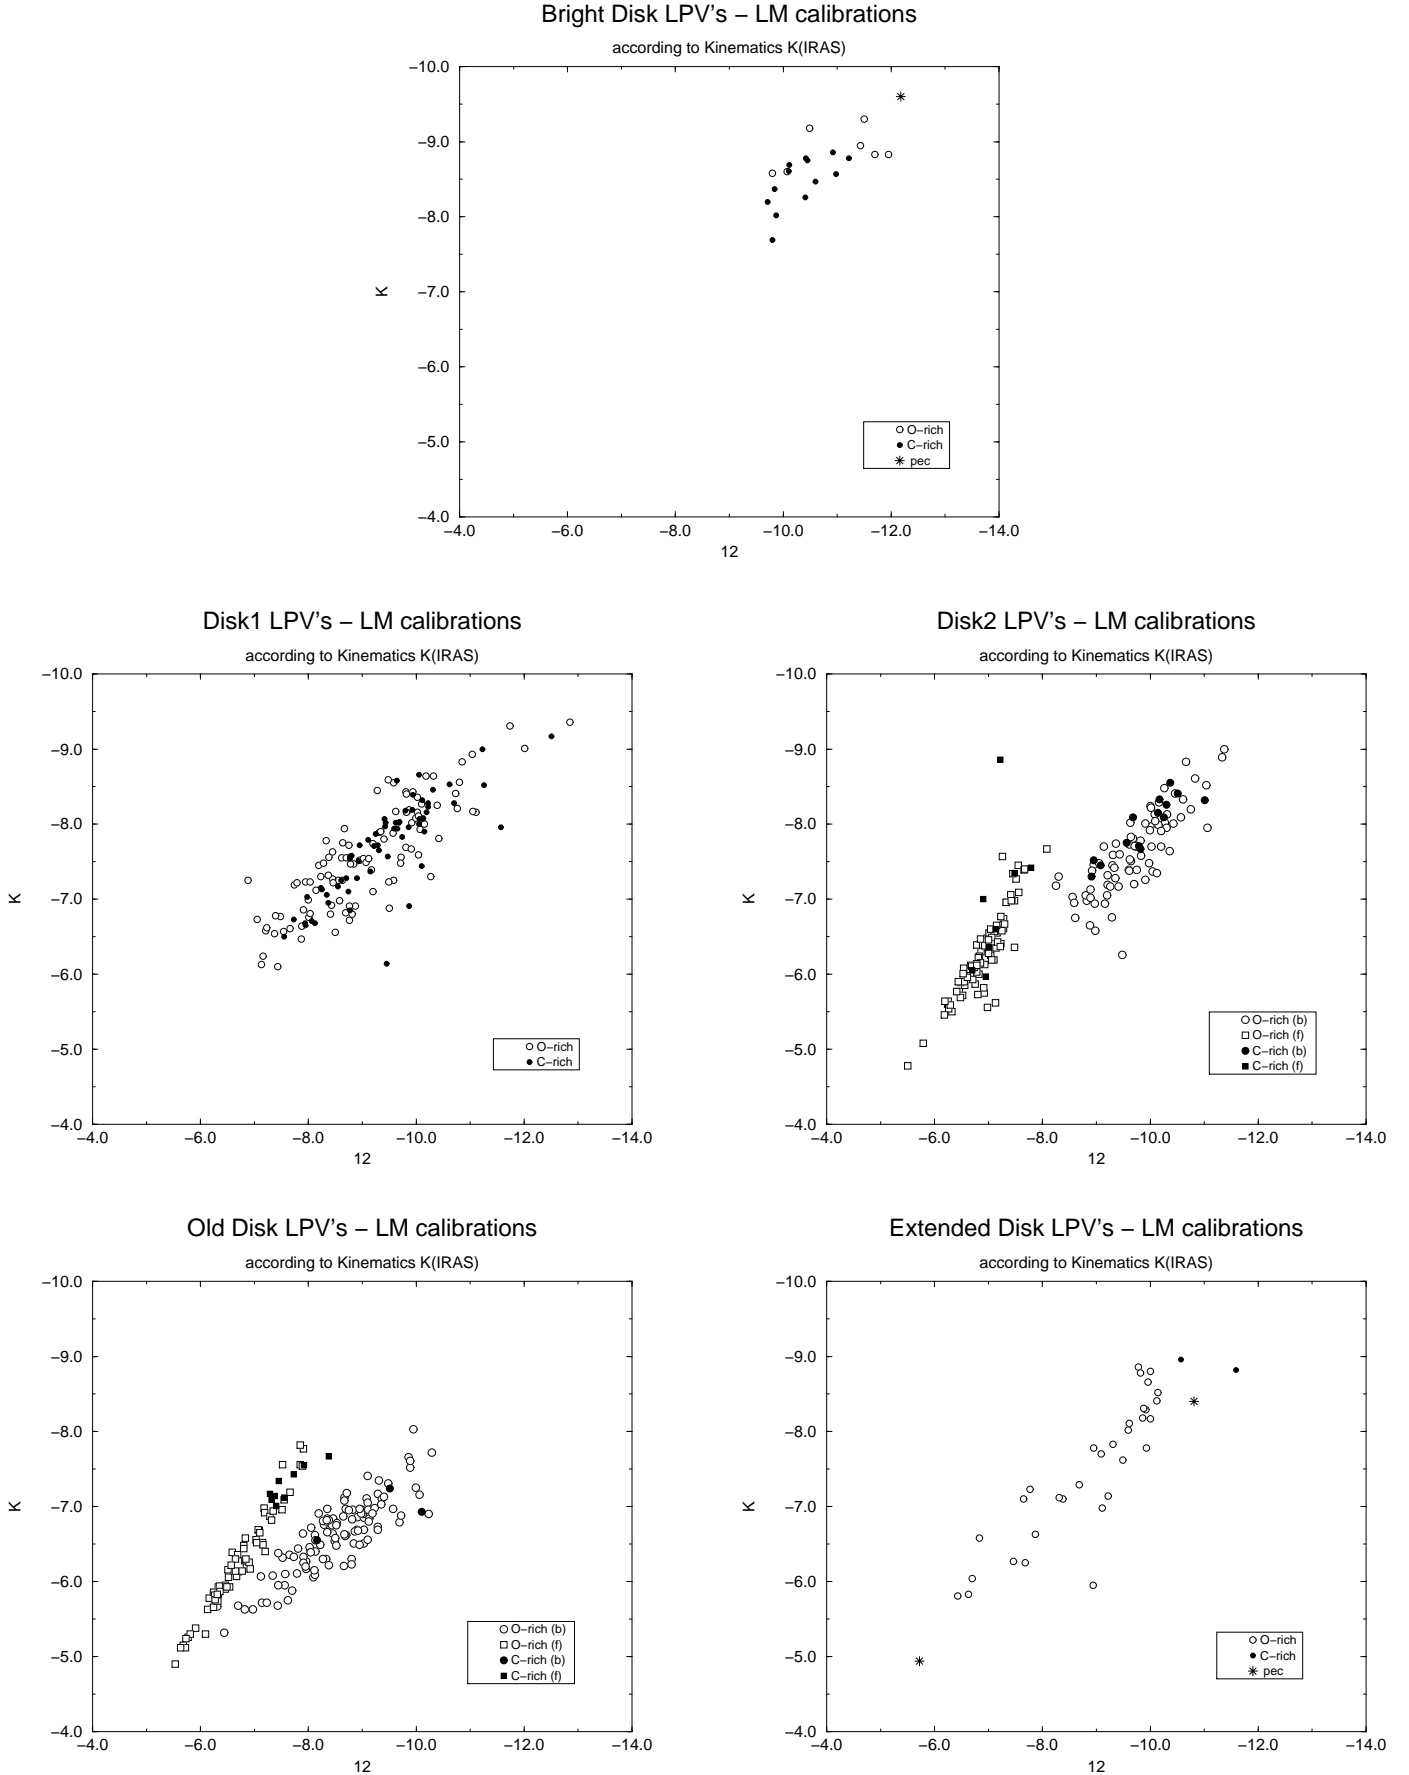 Bright Disk LPV's – LM calibrations
according to Kinematics K(IRAS)
–10.0
–9.0
–8.0
–7.0
–6.0
–5.0
–4.0
K
O–rich
C–rich
pec
–4.0 –6.0 –8.0 –10.0 –12.0 –14.0
12
Disk1 LPV's – LM calibrations
according to Kinematics K(IRAS)
–10.0
–9.0
–8.0
–7.0
–6.0
–5.0
–4.0
K
O–rich
C–rich
–4.0 –6.0 –8.0 –10.0 –12.0 –14.0
12
Disk2 LPV's – LM calibrations
according to Kinematics K(IRAS)
–10.0
–9.0
–8.0
–7.0
–6.0
–5.0
–4.0
K
O–rich (b)
O–rich (f)
C–rich (b)
C–rich (f)
–4.0 –6.0 –8.0 –10.0 –12.0 –14.0
12
Old Disk LPV's – LM calibrations
according to Kinematics K(IRAS)
–10.0
–9.0
–8.0
–7.0
–6.0
–5.0
–4.0
K
O–rich (b)
O–rich (f)
C–rich (b)
C–rich (f)
–4.0 –6.0 –8.0 –10.0 –12.0 –14.0
12
Extended Disk LPV's – LM calibrations
according to Kinematics K(IRAS)
–10.0
–9.0
–8.0
–7.0
–6.0
–5.0
–4.0
K
O–rich
C–rich
pec
–4.0 –6.0 –8.0 –10.0 –12.0 –14.0
12